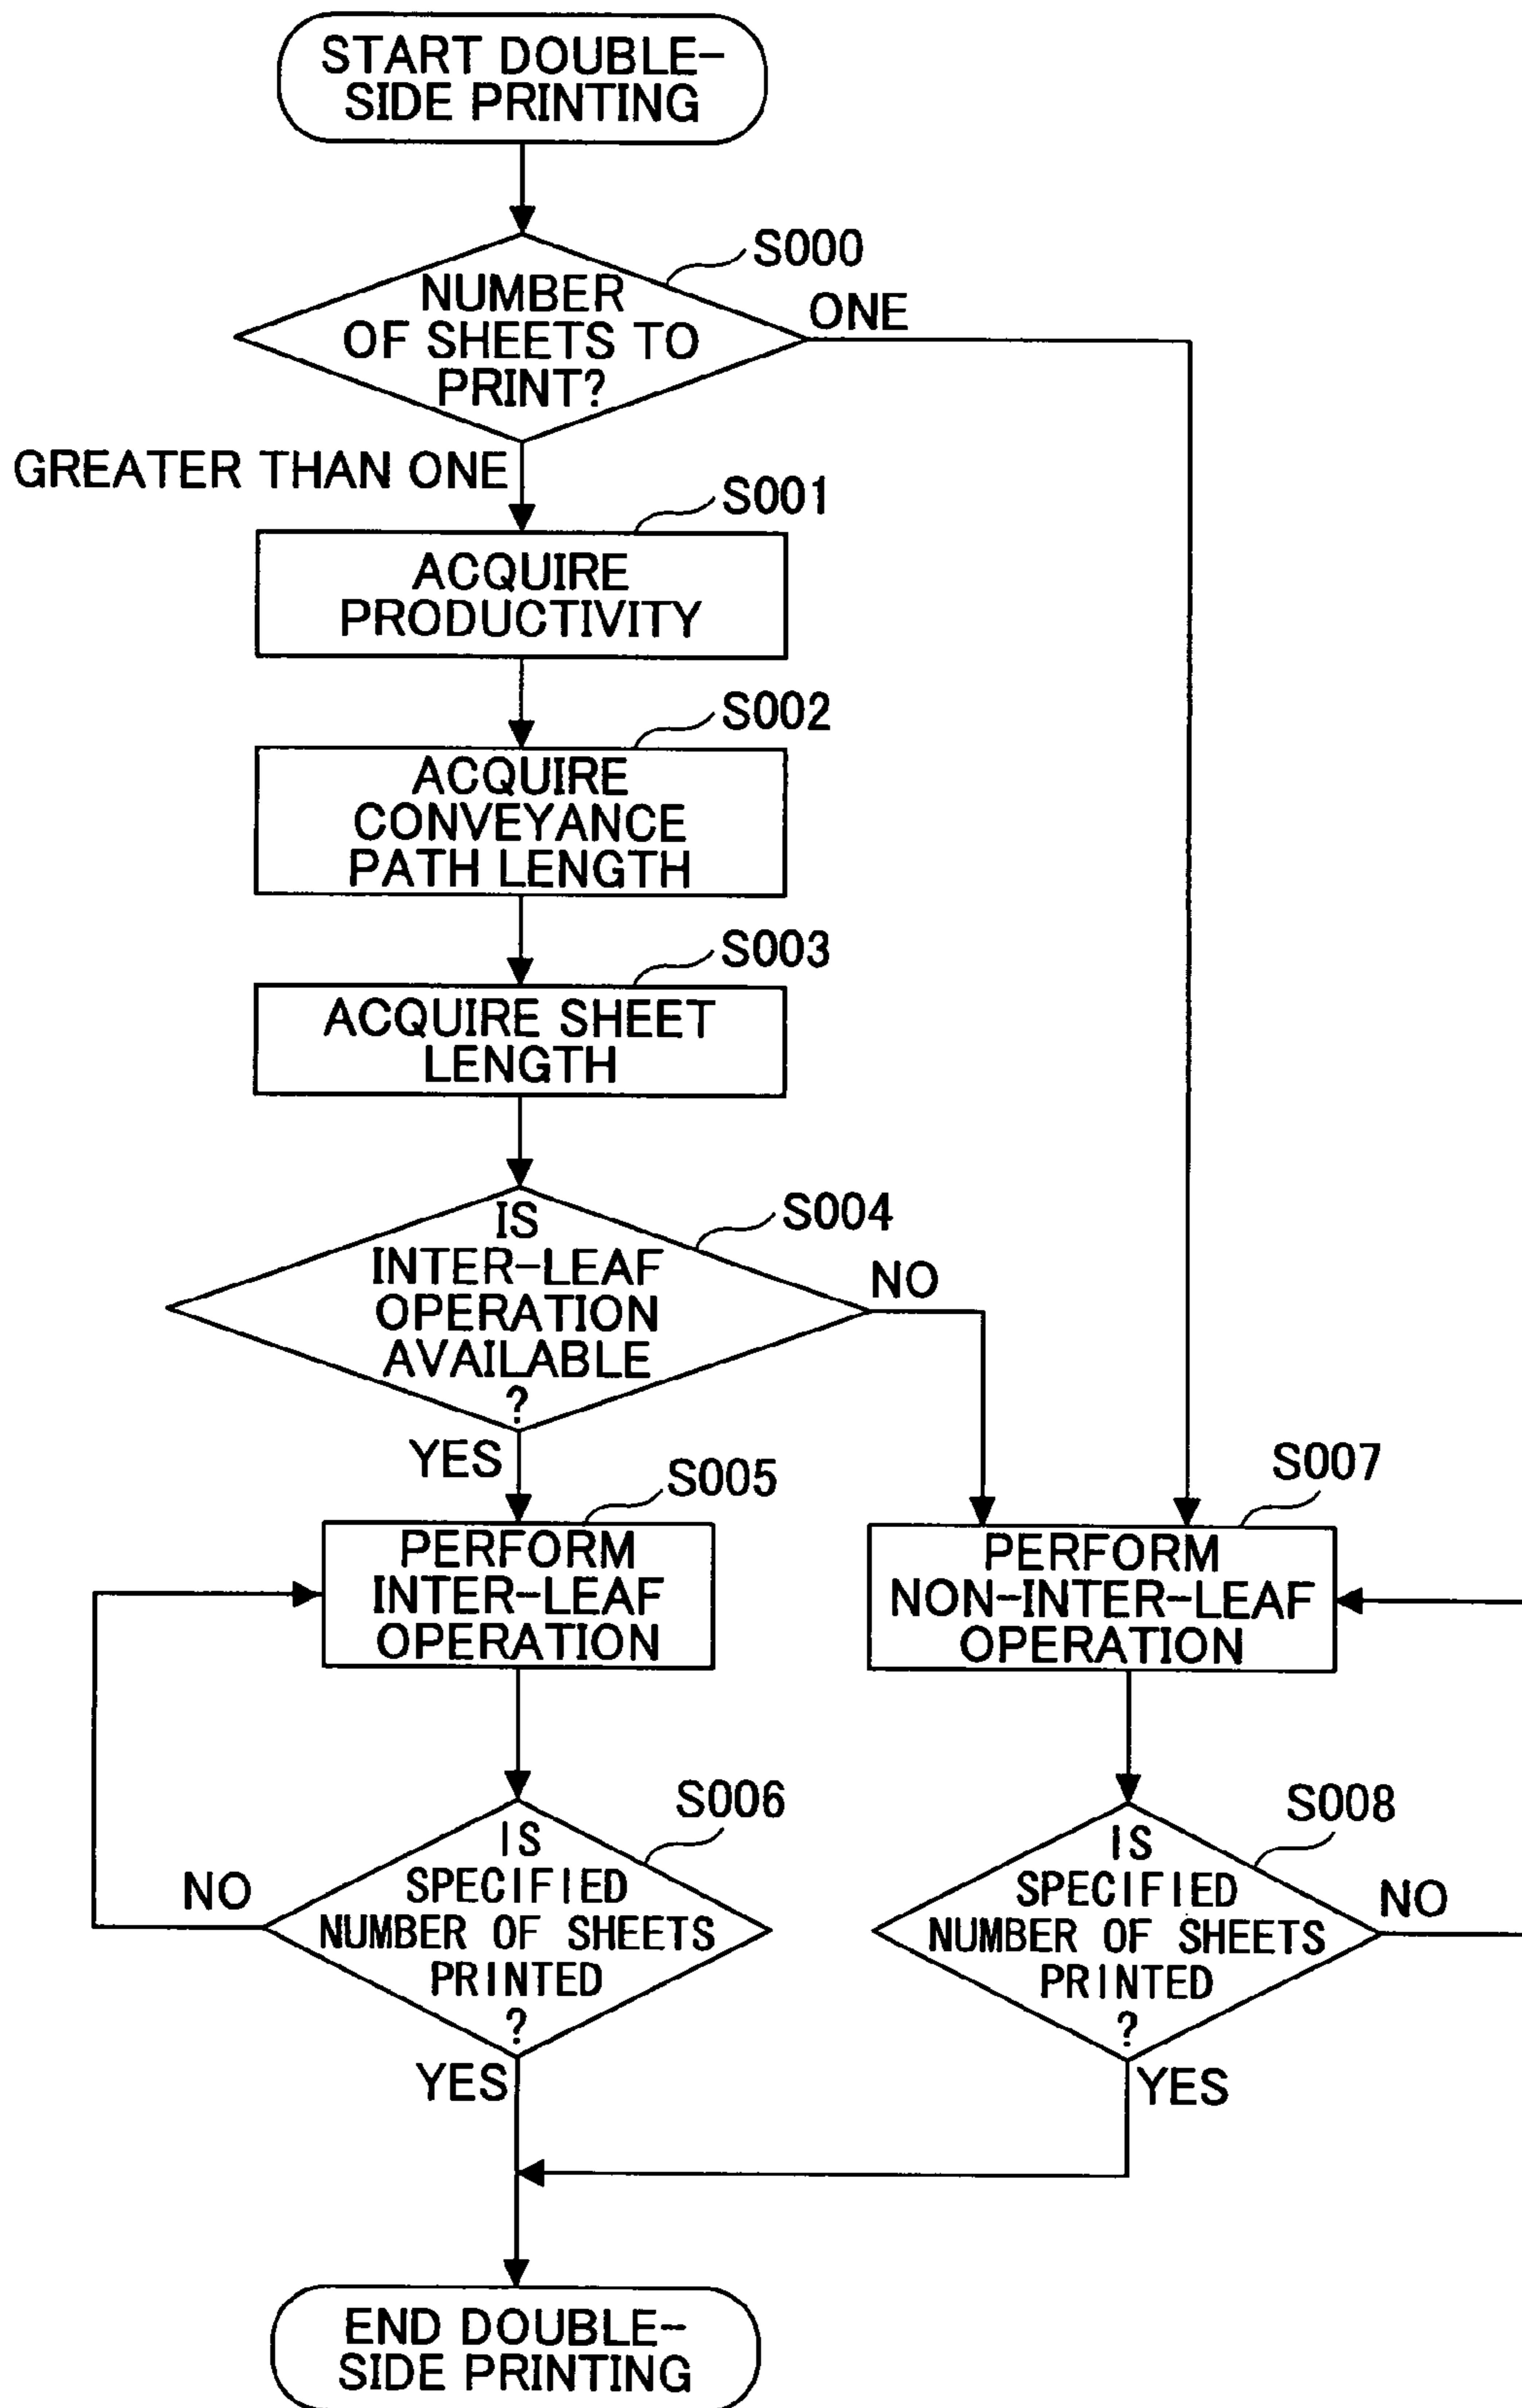 START DOUBLE-
SIDE PRINTING
S000
NUMBER
OF SHEETS TO
PRINT?
ONE
GREATER THAN ONE
S001
ACQUIRE
PRODUCTIVITY
S002
ACQUIRE
CONVEYANCE
PATH LENGTH
S003
ACQUIRE SHEET
LENGTH
S004
IS
INTER-LEAF
OPERATION
AVAILABLE
?
NO
YES
S005
PERFORM
INTER-LEAF
OPERATION
S007
PERFORM
NON-INTER-LEAF
OPERATION
S006
IS
SPECIFIED
NUMBER OF SHEETS
PRINTED
?
NO
YES
S008
IS
SPECIFIED
NUMBER OF SHEETS
PRINTED
?
NO
YES
END DOUBLE-
SIDE PRINTING